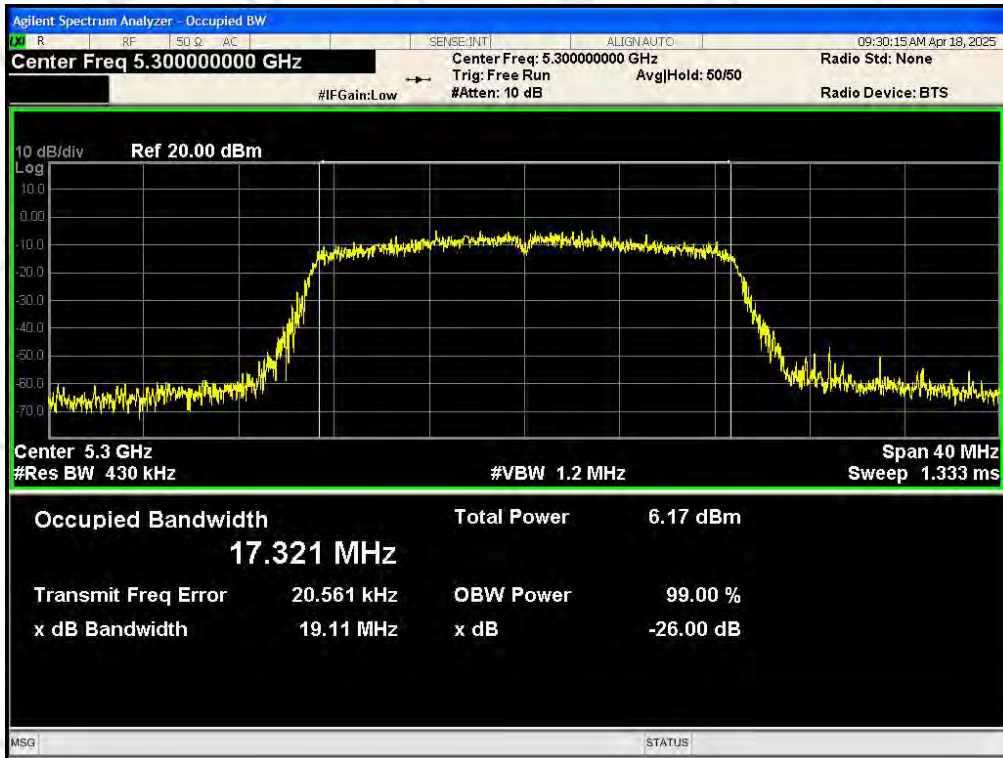 Agilent Spectrum Analyzer - Occupied BW
LXI R RF 50 Ω AC SENSE:INT ALIGN AUTO 09:30:15 AM Apr 18, 2025
Center Freq 5.300000000 GHz Center Freq: 5.300000000 GHz Radio Std: None
Trig: Free Run Avg|Hold: 50/50
#IFGain:Low #Atten: 10 dB Radio Device: BTS
10 dB/div Ref 20.00 dBm
Log
10.0
0.00
-10.0
-20.0
-30.0
-40.0
-50.0
-60.0
-70.0
Center 5.3 GHz Span 40 MHz
#Res BW 430 kHz #VBW 1.2 MHz Sweep 1.333 ms
Occupied Bandwidth Total Power 6.17 dBm
17.321 MHz
Transmit Freq Error 20.561 kHz OBW Power 99.00 %
x dB Bandwidth 19.11 MHz x dB -26.00 dB
MSG STATUS